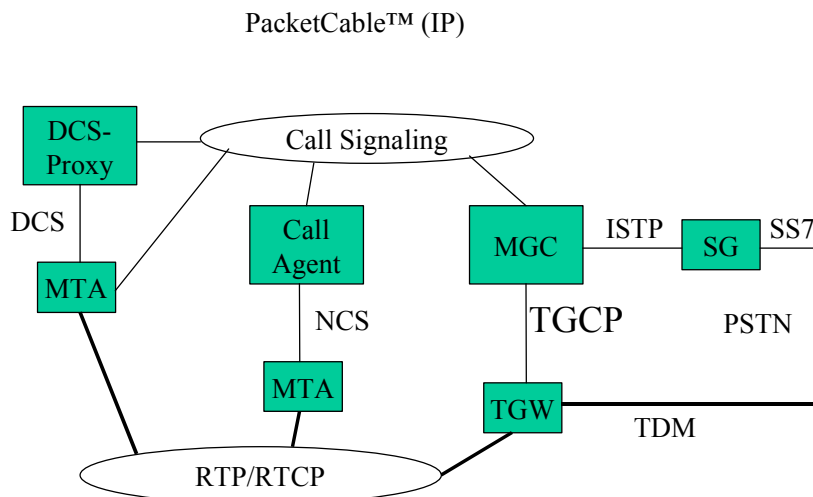 PacketCable™ (IP)
DCS-
Proxy
Call Signaling
DCS
Call
Agent
MGC
ISTP
SG
SS7
MTA
NCS
TGCP
PSTN
MTA
TGW
TDM
RTP/RTCP